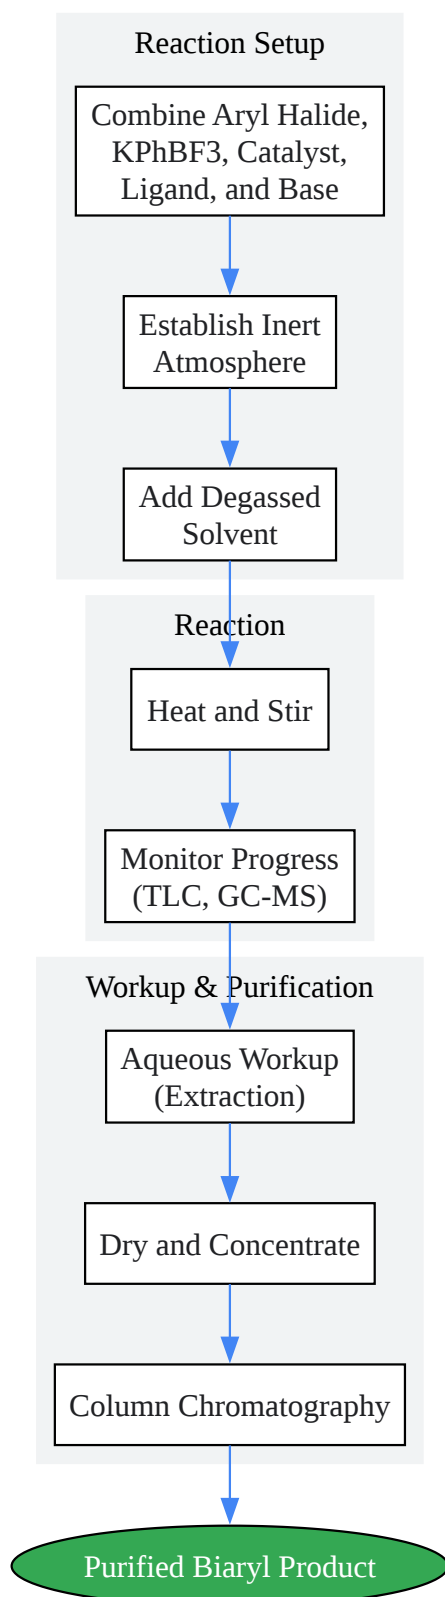 Reaction Setup
Combine Aryl Halide,
KPhBF3, Catalyst,
Ligand, and Base
Establish Inert
Atmosphere
Add Degassed
Solvent
Reaction
Heat and Stir
Monitor Progress
(TLC, GC-MS)
Workup & Purification
Aqueous Workup
(Extraction)
Dry and Concentrate
Column Chromatography
Purified Biaryl Product